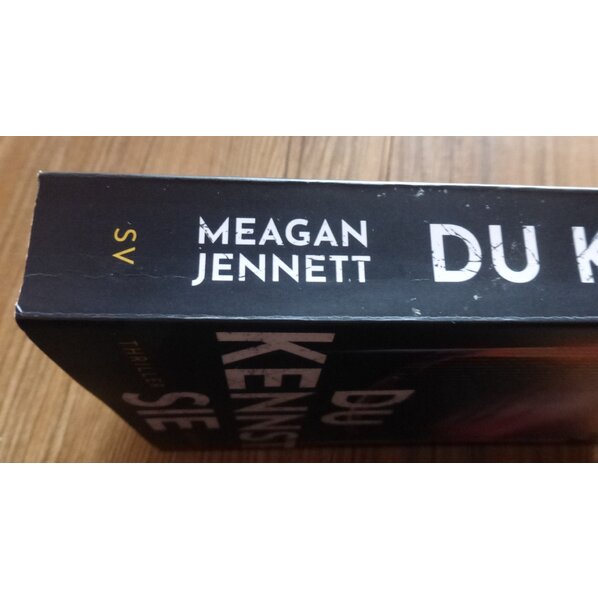 SV
MEAGAN
JENNETT
DU K
DU
KENNST
SIE
THRILLER